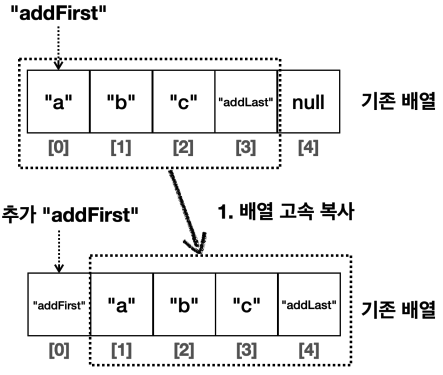 "addFirst"
"a" "b" "c" "addLast" null 기존 배열
[0] [1] [2] [3] [4]
추가 "addFirst" 1. 배열 고속 복사
"addFirst" "a" "b" "c" "addLast" 기존 배열
[0] [1] [2] [3] [4]